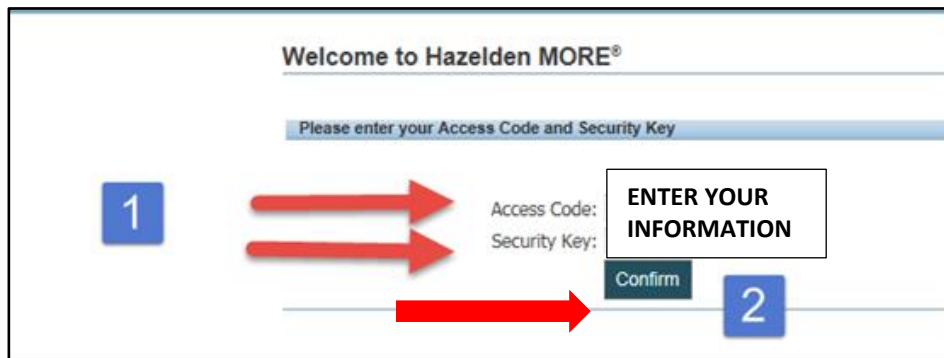 Welcome to Hazelden MORE®
Please enter your Access Code and Security Key
1
Access Code:
ENTER YOUR
INFORMATION
Security Key:
Confirm
2